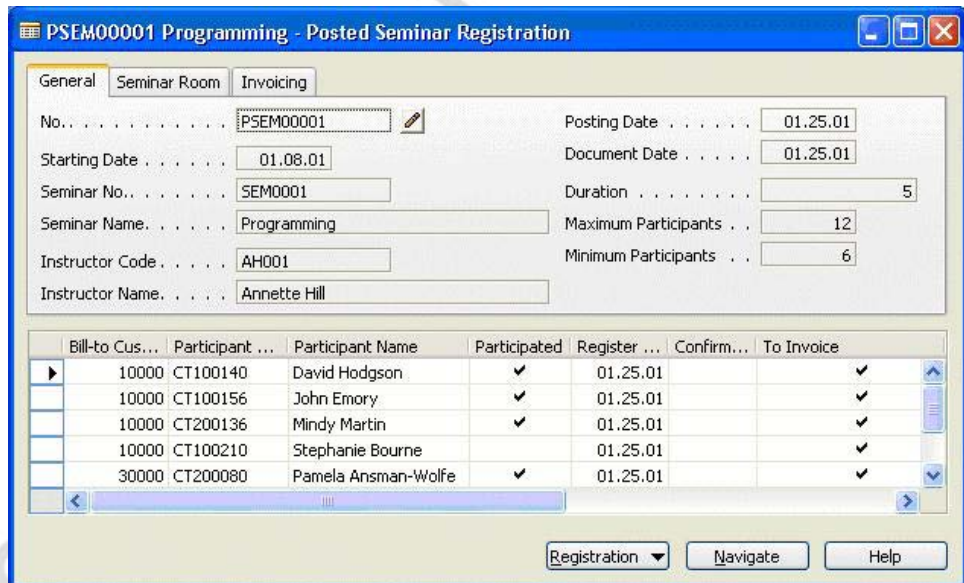 PSEM00001 Programming - Posted Seminar Registration
General Seminar Room Invoicing
No.. . . . . . . . . . . PSEM00001 Posting Date . . . . . . 01.25.01
Starting Date . . . . . . 01.08.01 Document Date . . . . . 01.25.01
Seminar No.. . . . . . . SEM0001 Duration . . . . . . . . 5
Seminar Name. . . . . . Programming Maximum Participants . . 12
Instructor Code . . . . . AH001 Minimum Participants . . 6
Instructor Name. . . . . Annette Hill
Bill-to Cus... Participant ... Participant Name Participated Register ... Confirm... To Invoice
10000 CT100140 David Hodgson ✔ 01.25.01 ✔
10000 CT100156 John Emory ✔ 01.25.01 ✔
10000 CT200136 Mindy Martin ✔ 01.25.01 ✔
10000 CT100210 Stephanie Bourne 01.25.01 ✔
30000 CT200080 Pamela Ansman-Wolfe ✔ 01.25.01 ✔
Registration Navigate Help